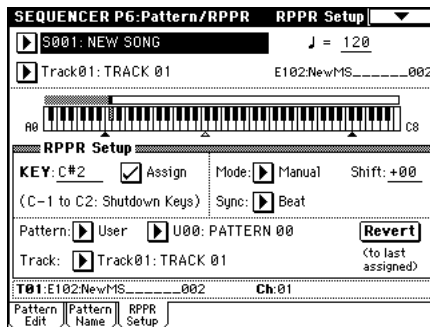 SEQUENCER P6:Pattern/RPPR RPPR Setup
S001: NEW SONG ♩ = 120
Track01: TRACK 01 E102:NewMS______002
A0 C8
RPPR Setup
KEY: C#2 Assign Mode: Manual Shift: +00
(C-1 to C2: Shutdown Keys) Sync: Beat
Pattern: User U00: PATTERN 00 Revert
Track: Track01: TRACK 01 (to last assigned)
T01:E102:NewMS______002 Ch:01
Pattern Edit Pattern Name RPPR Setup